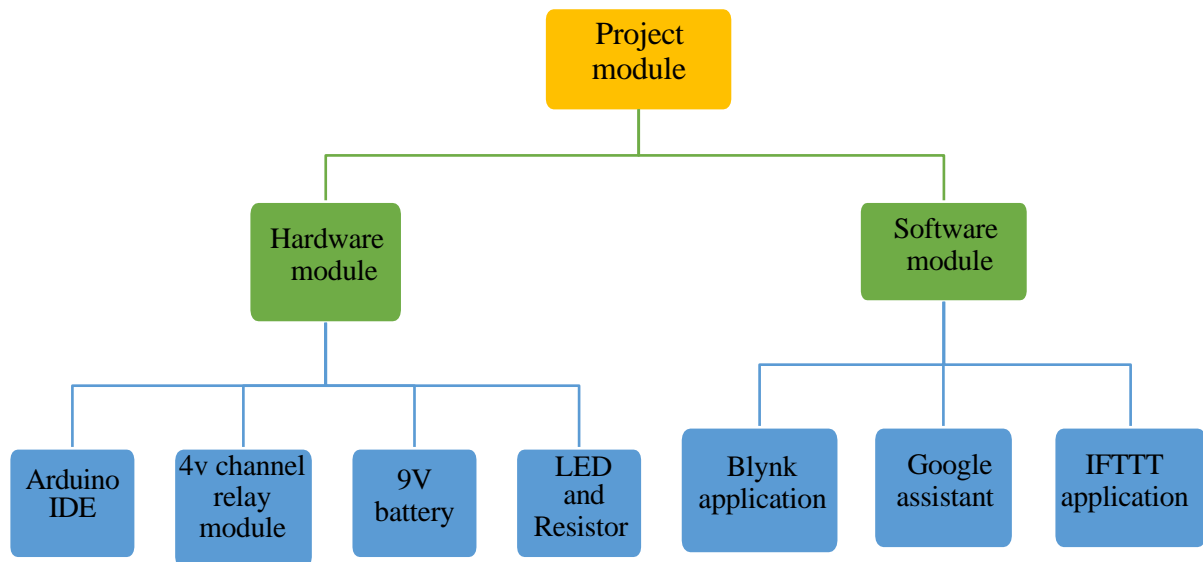 Project
module
Hardware
module
Software
module
Arduino
IDE
4v channel
relay
module
9V
battery
LED
and
Resistor
Blynk
application
Google
assistant
IFTTT
application